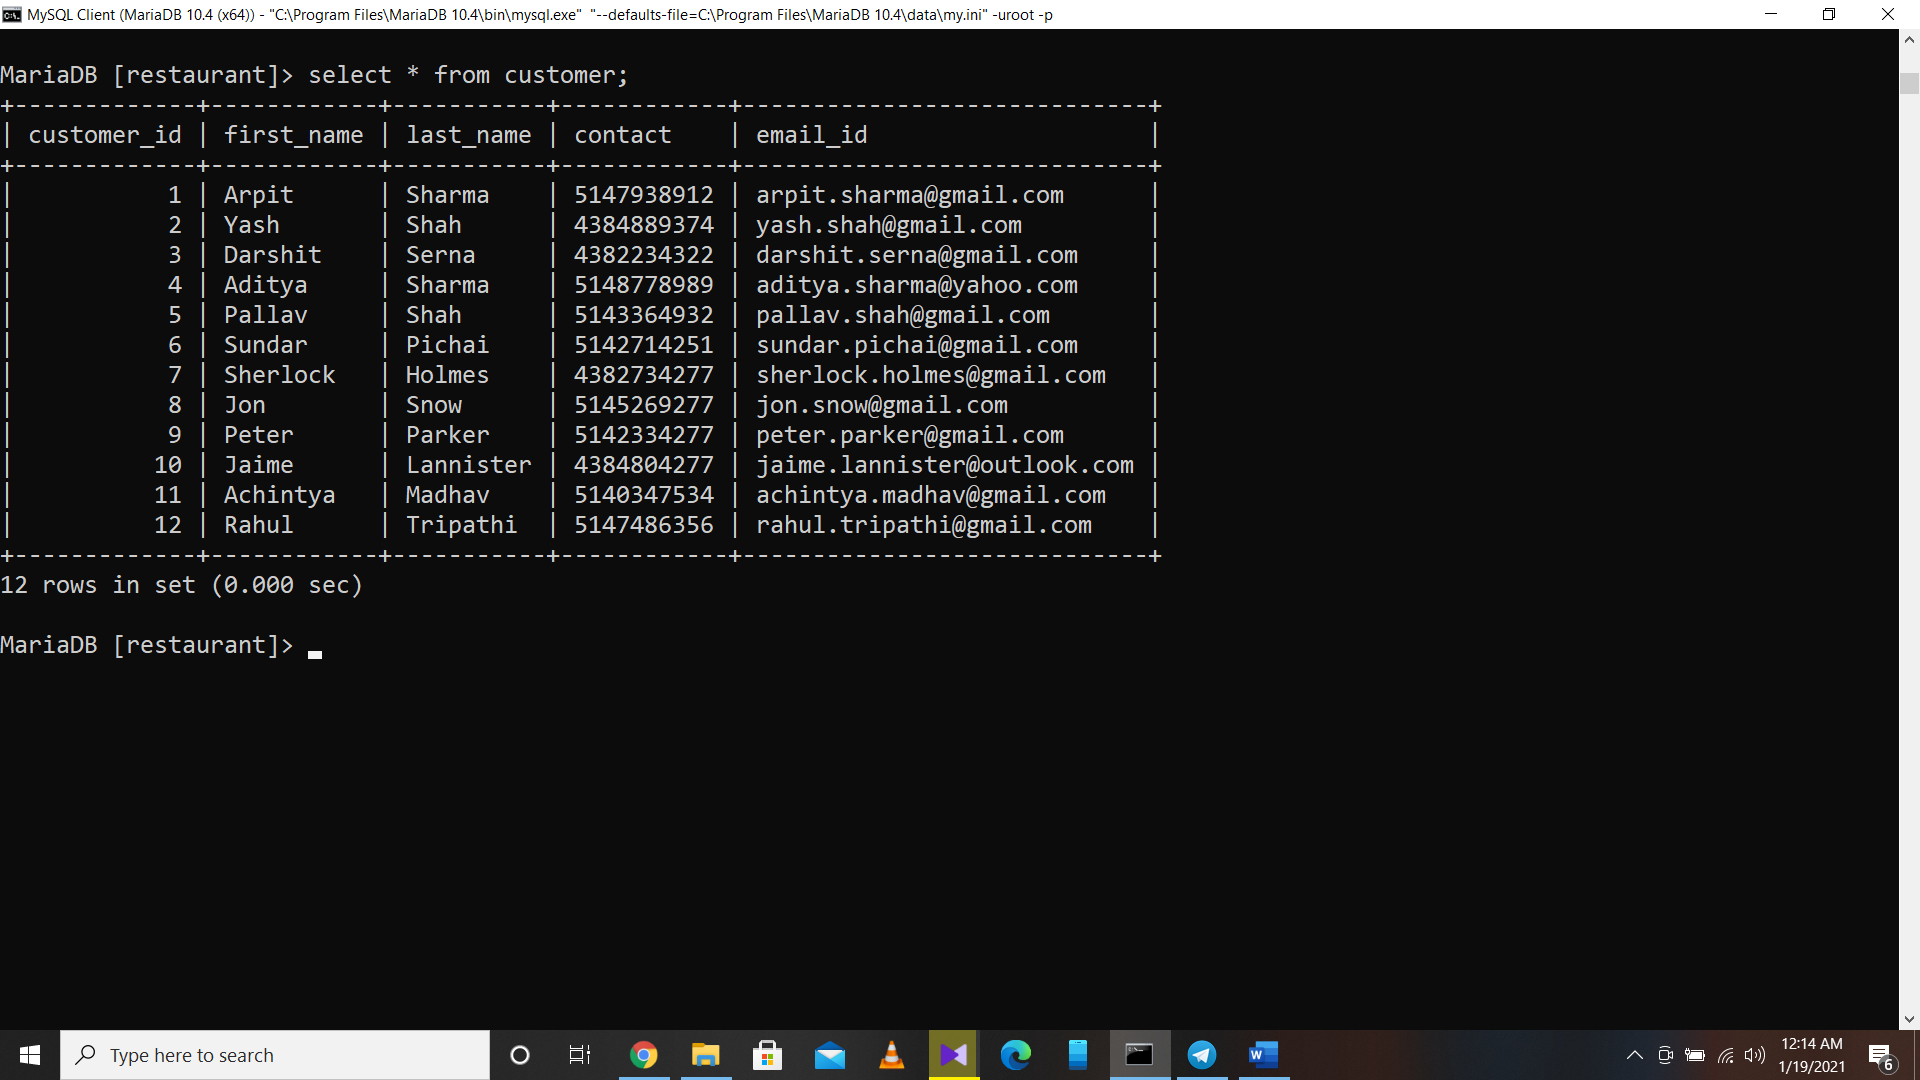 MySQL Client (MariaDB 10.4 (x64)) - "C:\Program Files\MariaDB 10.4\bin\mysql.exe"  "--defaults-file=C:\Program Files\MariaDB 10.4\data\my.ini" -uroot -p
MariaDB [restaurant]> select * from customer;
+-------------+------------+-----------+------------+-----------------------------+
| customer_id | first_name | last_name | contact    | email_id                    |
+-------------+------------+-----------+------------+-----------------------------+
|           1 | Arpit      | Sharma    | 5147938912 | arpit.sharma@gmail.com      |
|           2 | Yash       | Shah      | 4384889374 | yash.shah@gmail.com         |
|           3 | Darshit    | Serna     | 4382234322 | darshit.serna@gmail.com     |
|           4 | Aditya     | Sharma    | 5148778989 | aditya.sharma@yahoo.com     |
|           5 | Pallav     | Shah      | 5143364932 | pallav.shah@gmail.com       |
|           6 | Sundar     | Pichai    | 5142714251 | sundar.pichai@gmail.com     |
|           7 | Sherlock   | Holmes    | 4382734277 | sherlock.holmes@gmail.com   |
|           8 | Jon        | Snow      | 5145269277 | jon.snow@gmail.com          |
|           9 | Peter      | Parker    | 5142334277 | peter.parker@gmail.com      |
|          10 | Jaime      | Lannister | 4384804277 | jaime.lannister@outlook.com |
|          11 | Achintya   | Madhav    | 5140347534 | achintya.madhav@gmail.com   |
|          12 | Rahul      | Tripathi  | 5147486356 | rahul.tripathi@gmail.com    |
+-------------+------------+-----------+------------+-----------------------------+
12 rows in set (0.000 sec)
MariaDB [restaurant]>
Type here to search
12:14 AM
1/19/2021
6